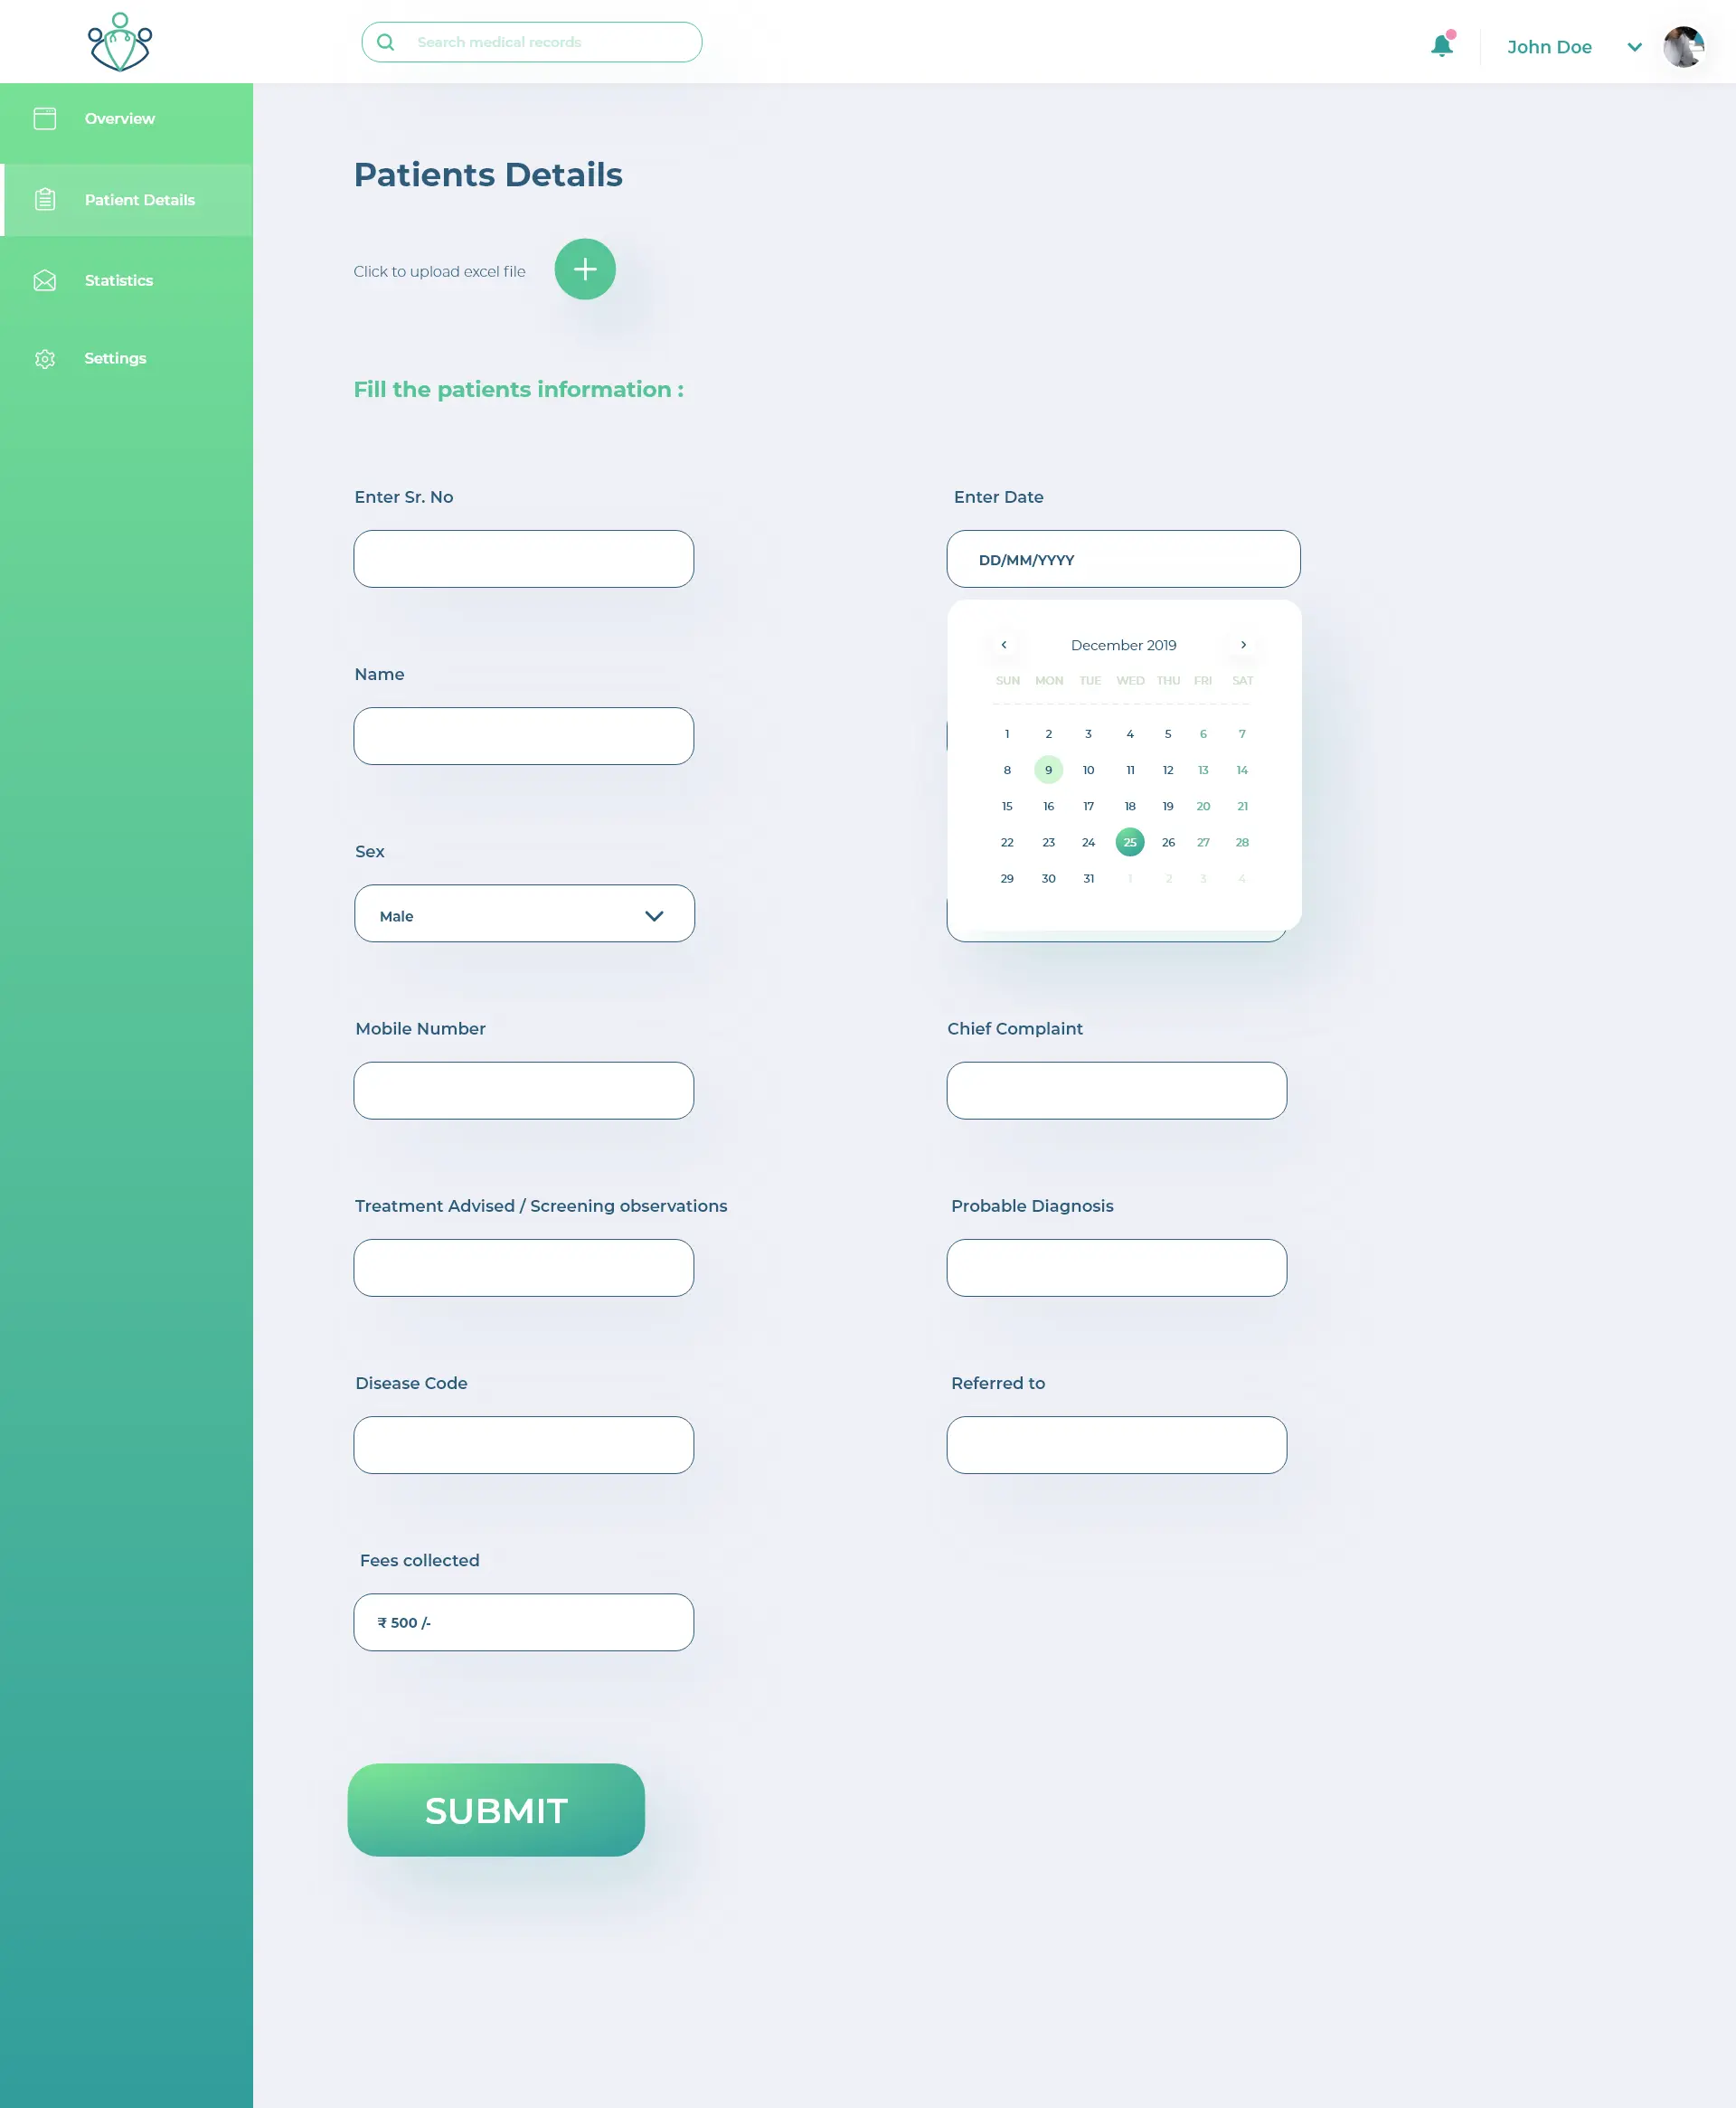 Search medical records
John Doe
Overview
Patient Details
Statistics
Settings
Patients Details
Click to upload excel file
Fill the patients information :
Enter Sr. No
Enter Date
DD/MM/YYYY
December 2019
SUN MON TUE WED THU FRI SAT
1 2 3 4 5 6 7
8 9 10 11 12 13 14
15 16 17 18 19 20 21
22 23 24 25 26 27 28
29 30 31 1 2 3 4
Name
Sex
Male
Mobile Number
Chief Complaint
Treatment Advised / Screening observations
Probable Diagnosis
Disease Code
Referred to
Fees collected
₹ 500 /-
SUBMIT